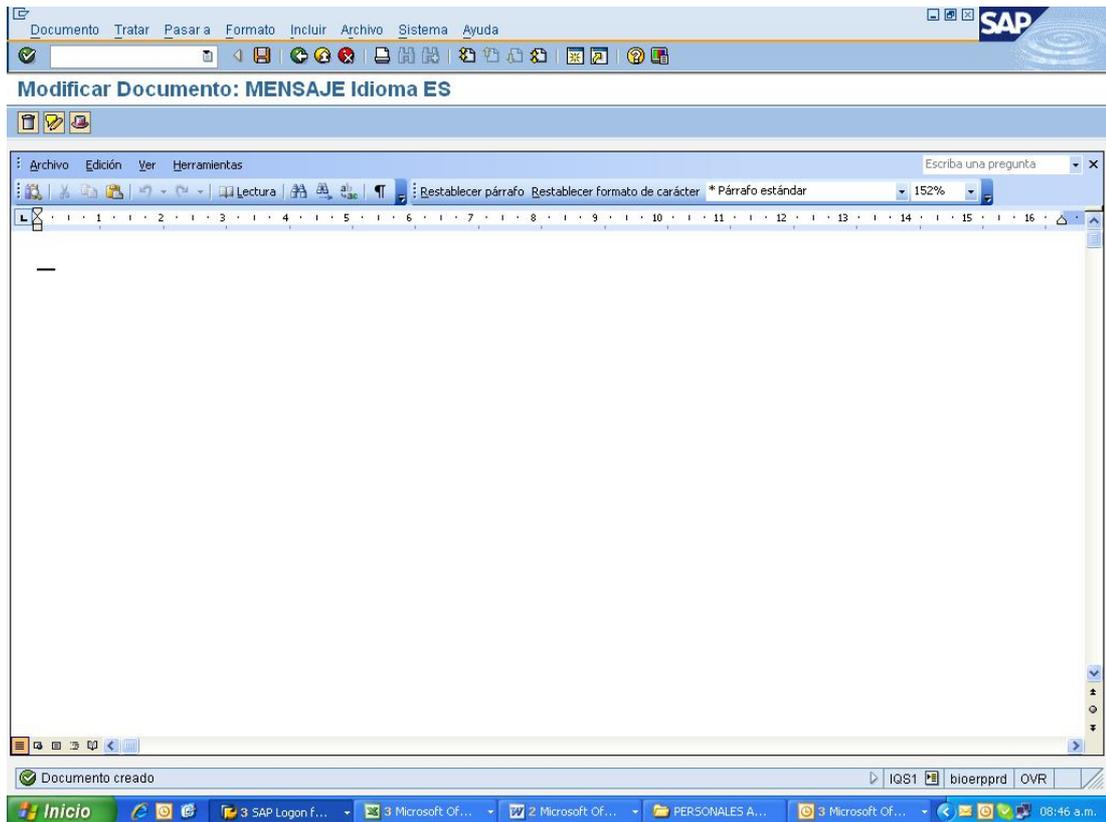 Documento Tratar Pasar a Formato Incluir Archivo Sistema Ayuda
SAP
Modificar Documento: MENSAJE Idioma ES
Archivo Edición Ver Herramientas Escriba una pregunta
Lectura Restablecer párrafo Restablecer formato de carácter * Párrafo estándar 152%
1 2 3 4 5 6 7 8 9 10 11 12 13 14 15 16
Documento creado IQS1 bioerpprd OVR
Inicio 3 SAP Logon f... 3 Microsoft Of... 2 Microsoft Of... PERSONALES A... 3 Microsoft Of... 08:46 a.m.